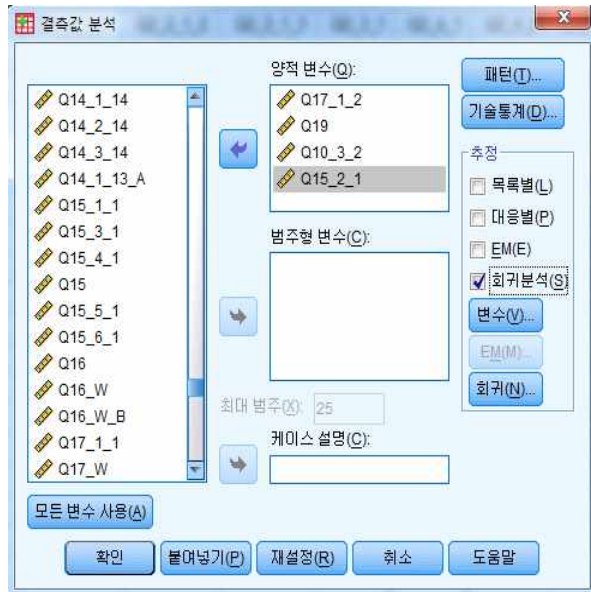 결측값 분석
Q14_1_14
Q14_2_14
Q14_3_14
Q14_1_13_A
Q15_1_1
Q15_3_1
Q15_4_1
Q15
Q15_5_1
Q15_6_1
Q16
Q16_W
Q16_W_B
Q17_1_1
Q17_W
모든 변수 사용(A)
양적 변수(Q):
Q17_1_2
Q19
Q10_3_2
Q15_2_1
범주형 변수(C):
최대 범주(X): 25
케이스 설명(C):
패턴(T)...
기술통계(D)...
추정
목록별(L)
대응별(P)
EM(E)
회귀분석(S)
변수(V)...
EM(M)...
회귀(N)...
확인
붙여넣기(P)
재설정(R)
취소
도움말